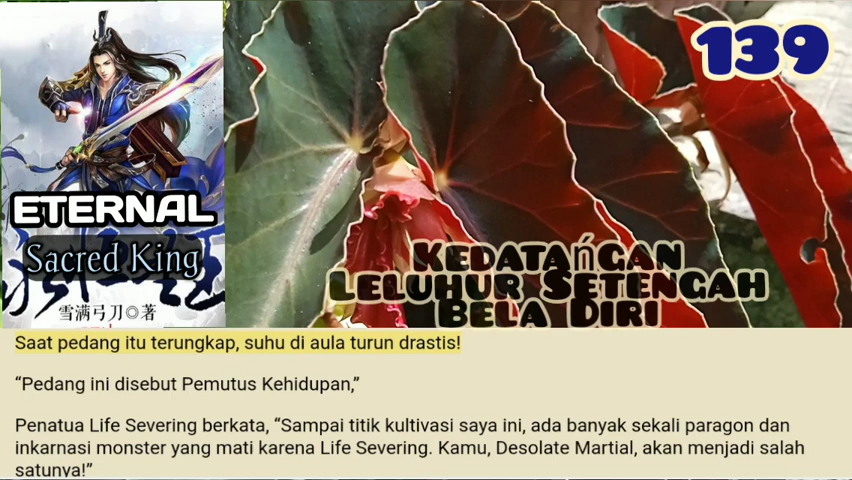 139
ETERNAL
Sacred King
雪满弓刀◎著
Kedatańgan
Leluhur Setengah
Bela Diri
Saat pedang itu terungkap, suhu di aula turun drastis!
“Pedang ini disebut Pemutus Kehidupan,”
Penatua Life Severing berkata, “Sampai titik kultivasi saya ini, ada banyak sekali paragon dan
inkarnasi monster yang mati karena Life Severing. Kamu, Desolate Martial, akan menjadi salah
satunya!”